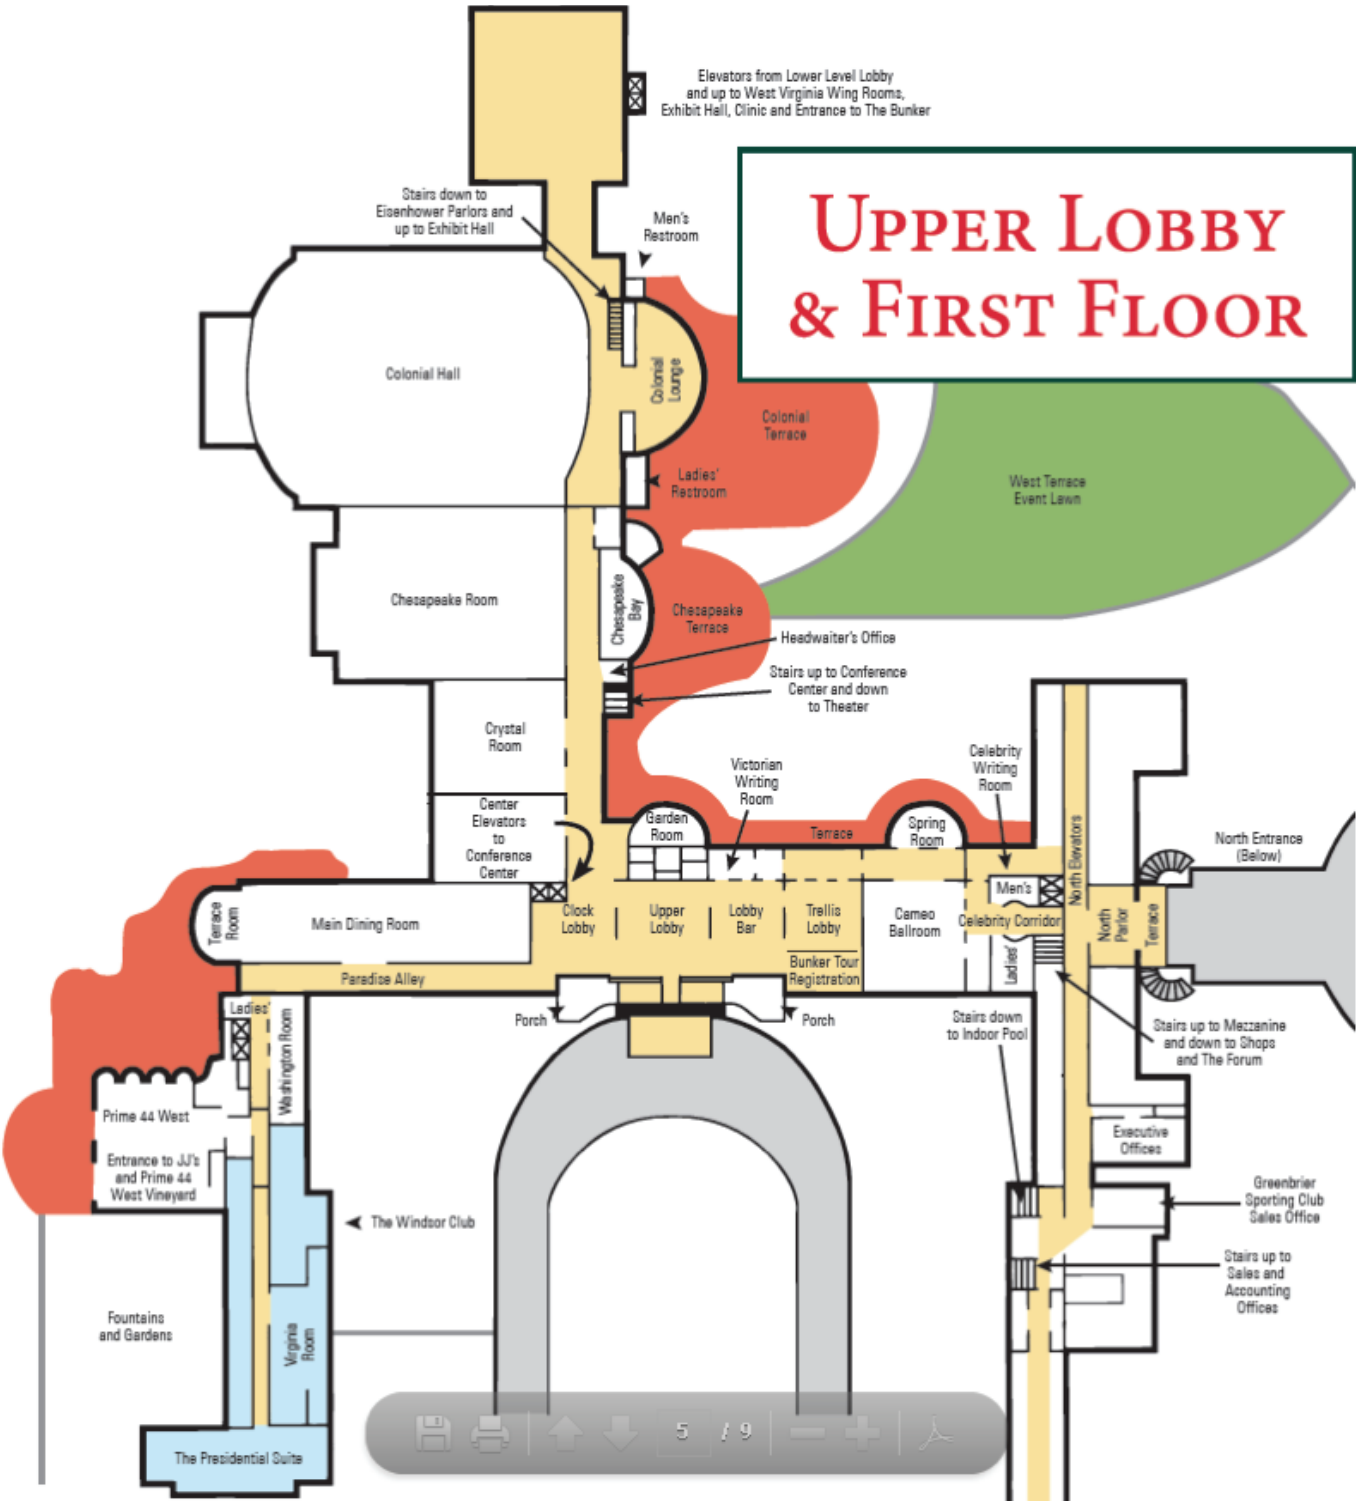 Elevators from Lower Level Lobby
and up to West Virginia Wing Rooms,
Exhibit Hall, Clinic and Entrance to The Bunker
UPPER LOBBY
& FIRST FLOOR
Stairs down to
Eisenhower Parlors and
up to Exhibit Hall
Men's
Restroom
Colonial Hall
Colonial
Lounge
Colonial
Terrace
Ladies'
Restroom
West Terrace
Event Lawn
Chesapeake Room
Chesapeake
Bay
Chesapeake
Terrace
Headwaiter's Office
Stairs up to Conference
Center and down
to Theater
Crystal
Room
Victorian
Writing
Room
Celebrity
Writing
Room
Center
Elevators
to
Conference
Center
Garden
Room
Terrace
Spring
Room
North Elevators
North Entrance
(Below)
Terrace
Room
Main Dining Room
Clock
Lobby
Upper
Lobby
Lobby
Bar
Trellis
Lobby
Cameo
Ballroom
Men's
Celebrity Corridor
Ladies'
North
Parlor
Terrace
Paradise Alley
Bunker Tour
Registration
Ladies'
Washington Room
Porch
Porch
Stairs down
to Indoor Pool
Stairs up to Mezzanine
and down to Shops
and The Forum
Prime 44 West
Entrance to JJ's
and Prime 44
West Vineyard
Executive
Offices
The Windsor Club
Greenbrier
Sporting Club
Sales Office
Stairs up to
Sales and
Accounting
Offices
Fountains
and Gardens
Virginia
Room
The Presidential Suite
5 / 9